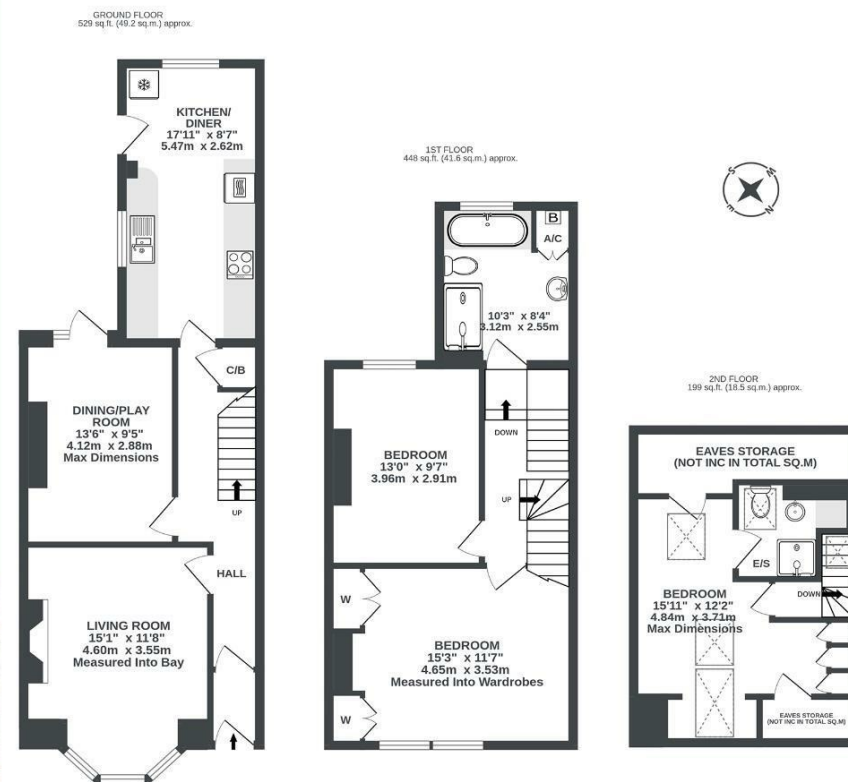 GROUND FLOOR
529 sq.ft. (49.2 sq.m.) approx.
KITCHEN/
DINER
17'11" x 8'7"
5.47m x 2.62m
C/B
DINING/PLAY
ROOM
13'6" x 9'5"
4.12m x 2.88m
Max Dimensions
UP
HALL
LIVING ROOM
15'1" x 11'8"
4.60m x 3.55m
Measured Into Bay
1ST FLOOR
448 sq.ft. (41.6 sq.m.) approx.
B
A/C
10'3" x 8'4"
3.12m x 2.55m
DOWN
BEDROOM
13'0" x 9'7"
3.96m x 2.91m
UP
W
BEDROOM
15'3" x 11'7"
4.65m x 3.53m
Measured Into Wardrobes
W
S
W
E
N
2ND FLOOR
199 sq.ft. (18.5 sq.m.) approx.
EAVES STORAGE
(NOT INC IN TOTAL SQ.M)
E/S
DOWN
BEDROOM
15'11" x 12'2"
4.84m x 3.71m
Max Dimensions
EAVES STORAGE
(NOT INC IN TOTAL SQ.M)